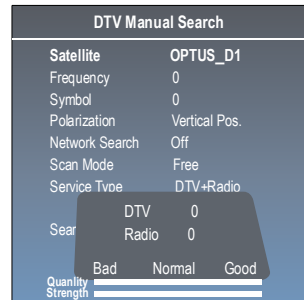 DTV Manual Search
Satellite OPTUS_D1
Frequency 0
Symbol 0
Polarization Vertical Pos.
Network Search Off
Scan Mode Free
Service Type DTV+Radio
DTV 0
Sear
Radio 0
Bad Normal Good
Quanlity
Strength